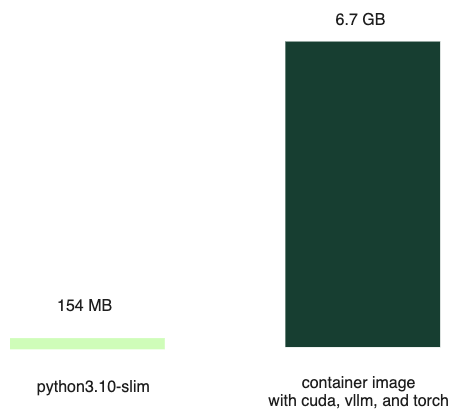 6.7 GB
154 MB
python3.10-slim
container image
with cuda, vllm, and torch